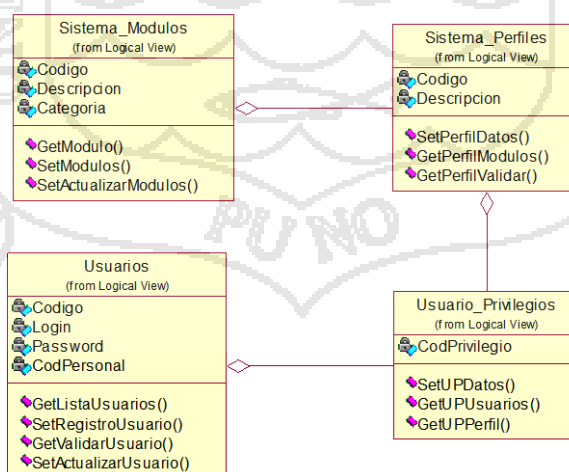 Sistema_Modulos
(from Logical View)
Codigo
Descripcion
Categoria
GetModulo()
SetModulos()
SetActualizarModulos()
Sistema_Perfiles
(from Logical View)
Codigo
Descripcion
SetPerfilDatos()
GetPerfilModulos()
GetPerfilValidar()
PUNO
Usuarios
(from Logical View)
Codigo
Login
Password
CodPersonal
GetListaUsuarios()
SetRegistroUsuario()
GetValidarUsuario()
SetActualizarUsuario()
Usuario_Privilegios
(from Logical View)
CodPrivilegio
SetUPDatos()
GetUPUsuarios()
GetUPPerfil()